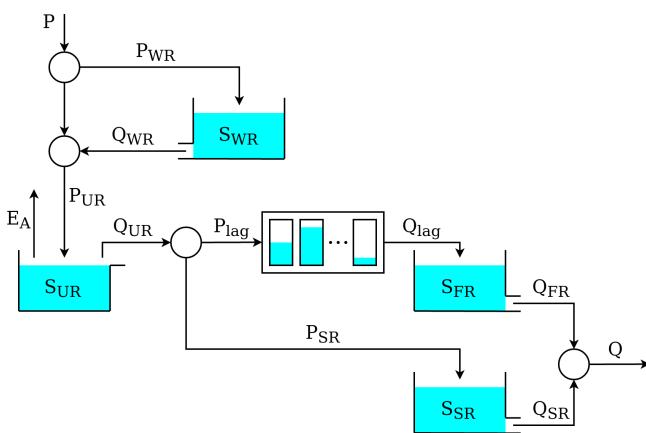 P
P_WR
S_WR
Q_WR
P_UR
E_A
Q_UR
P_lag
Q_lag
S_UR
S_FR
Q_FR
P_SR
Q
S_SR
Q_SR